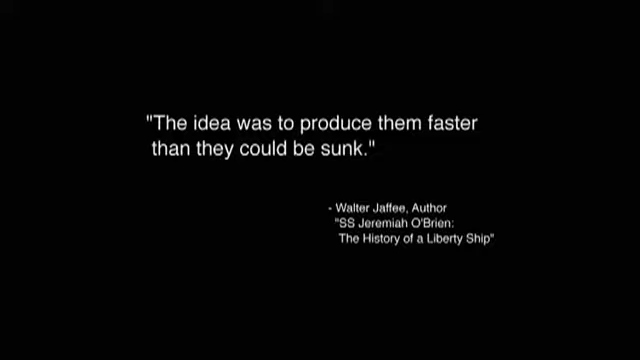 "The idea was to produce them faster
than they could be sunk."
- Walter Jaffee, Author
"SS Jeremiah O'Brien:
The History of a Liberty Ship"